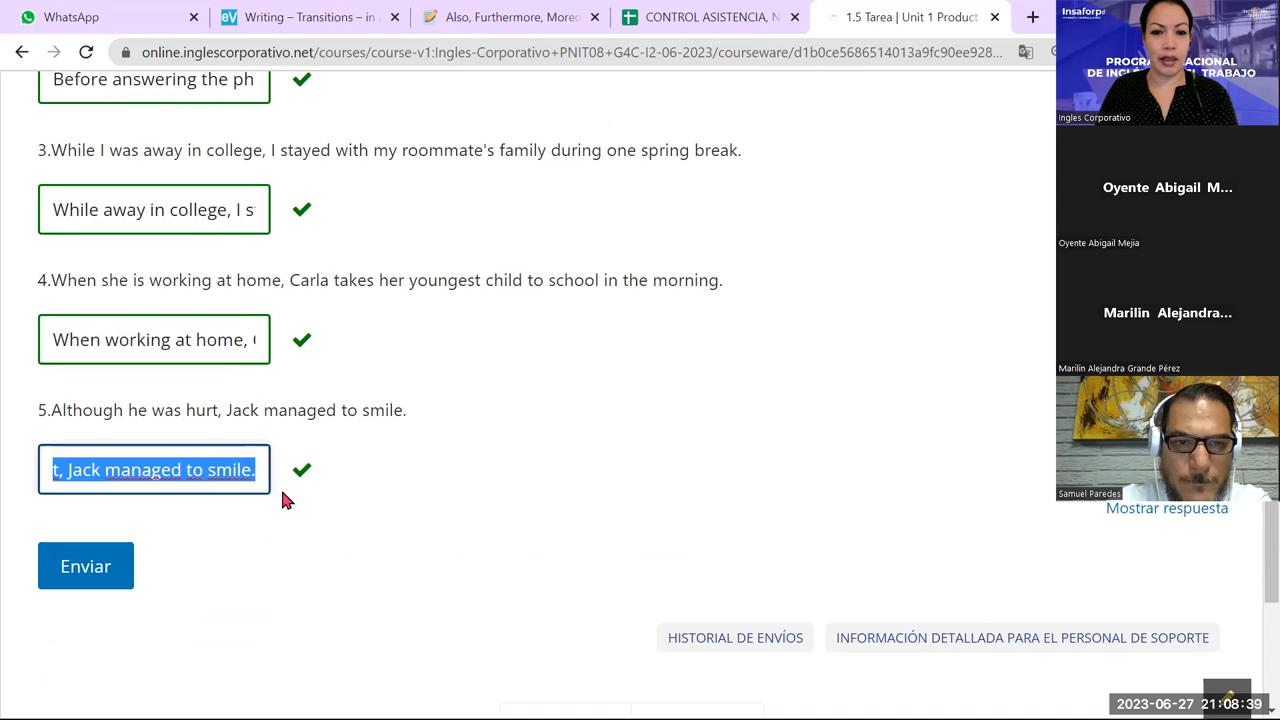 WhatsApp
Writing – Transitions
Also, Furthermore, More
CONTROL ASISTENCIA, N
1.5 Tarea | Unit 1 Product
online.inglescorporativo.net/courses/course-v1:Ingles-Corporativo+PNIT08+G4C-I2-06-2023/courseware/d1b0ce5686514013a9fc90ee928...
Before answering the ph
3.While I was away in college, I stayed with my roommate's family during one spring break.
While away in college, I s
4.When she is working at home, Carla takes her youngest child to school in the morning.
When working at home,
5.Although he was hurt, Jack managed to smile.
t, Jack managed to smile.
Mostrar respuesta
Enviar
HISTORIAL DE ENVÍOS
INFORMACIÓN DETALLADA PARA EL PERSONAL DE SOPORTE
Insaforp
Ingles Corporativo
Oyente Abigail M...
Oyente Abigail Mejia
Marilin Alejandra...
Marilin Alejandra Grande Pérez
Samuel Paredes
2023-06-27 21:08:39